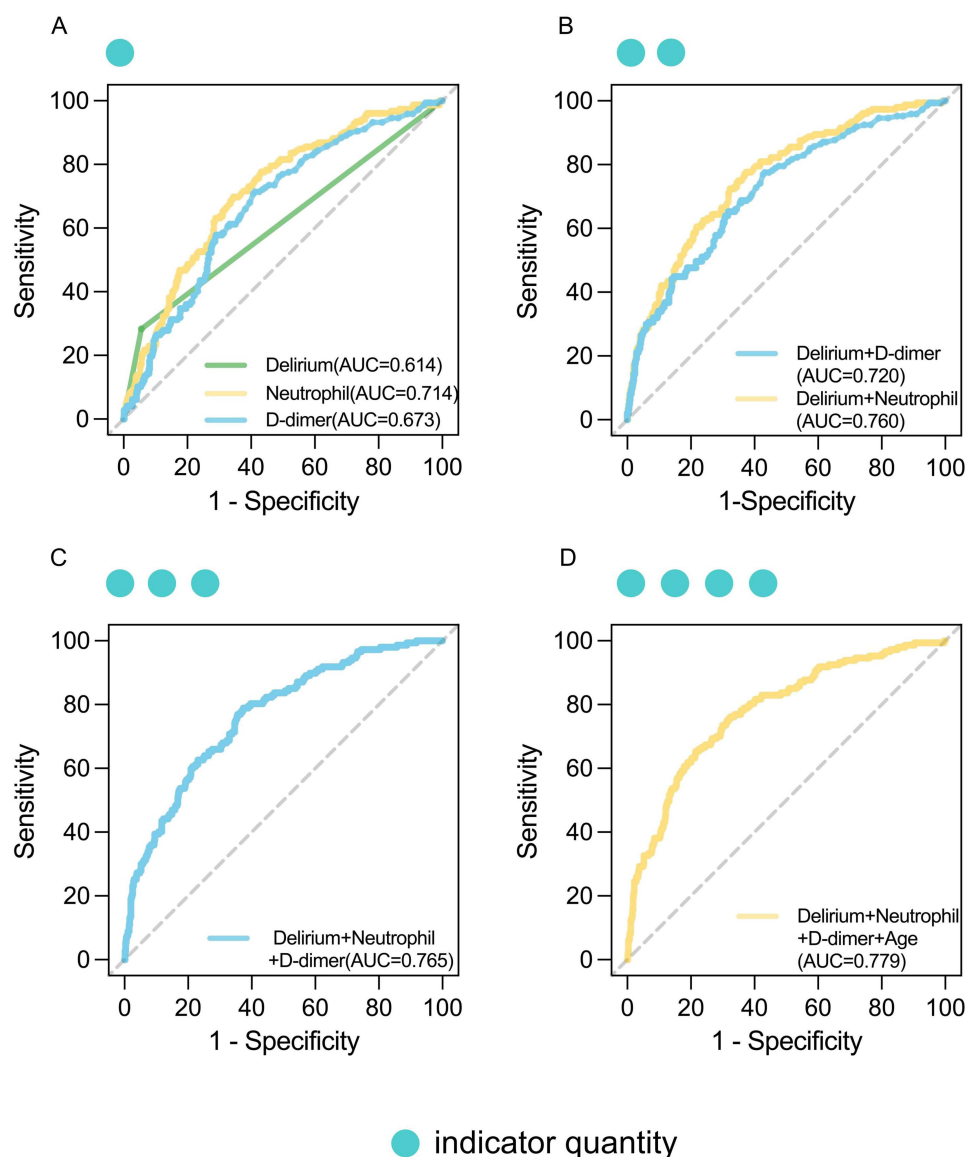 A
100
80
60
40
20
0
Sensitivity
Delirium(AUC=0.614)
Neutrophil(AUC=0.714)
D-dimer(AUC=0.673)
0 20 40 60 80 100
1 - Specificity
B
100
80
60
40
20
0
Sensitivity
Delirium+D-dimer
(AUC=0.720)
Delirium+Neutrophil
(AUC=0.760)
0 20 40 60 80 100
1-Specificity
C
100
80
60
40
20
0
Sensitivity
Delirium+Neutrophil
+D-dimer(AUC=0.765)
0 20 40 60 80 100
1 - Specificity
D
100
80
60
40
20
0
Sensitivity
Delirium+Neutrophil
+D-dimer+Age
(AUC=0.779)
0 20 40 60 80 100
1 - Specificity
indicator quantity